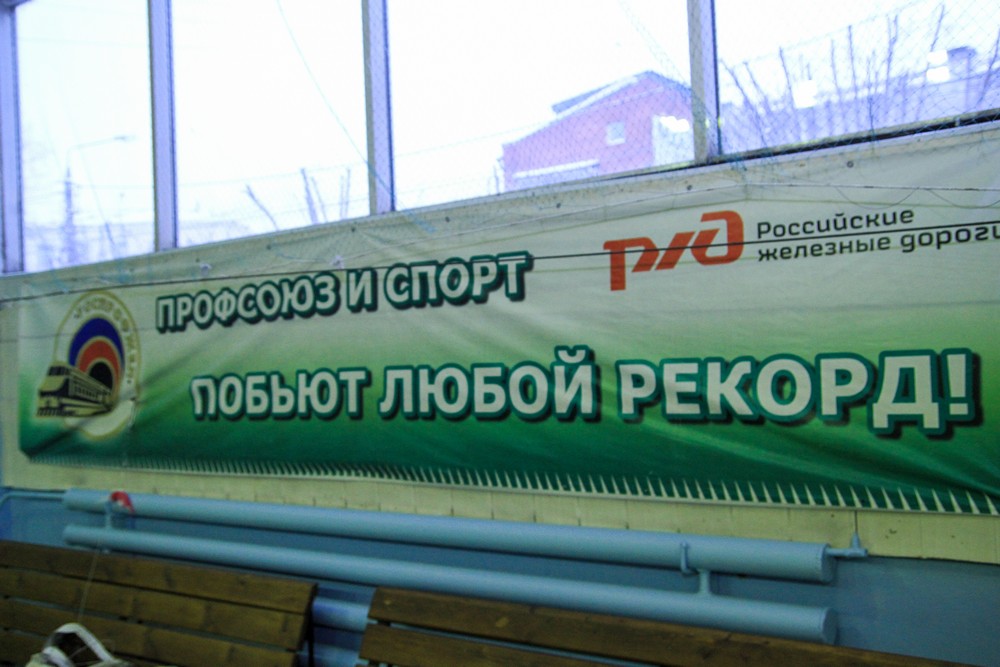 ПРОФСОЮЗ И СПОРТ
ПОБЬЮТ ЛЮБОЙ РЕКОРД!
РЖД
Российские
железные дороги